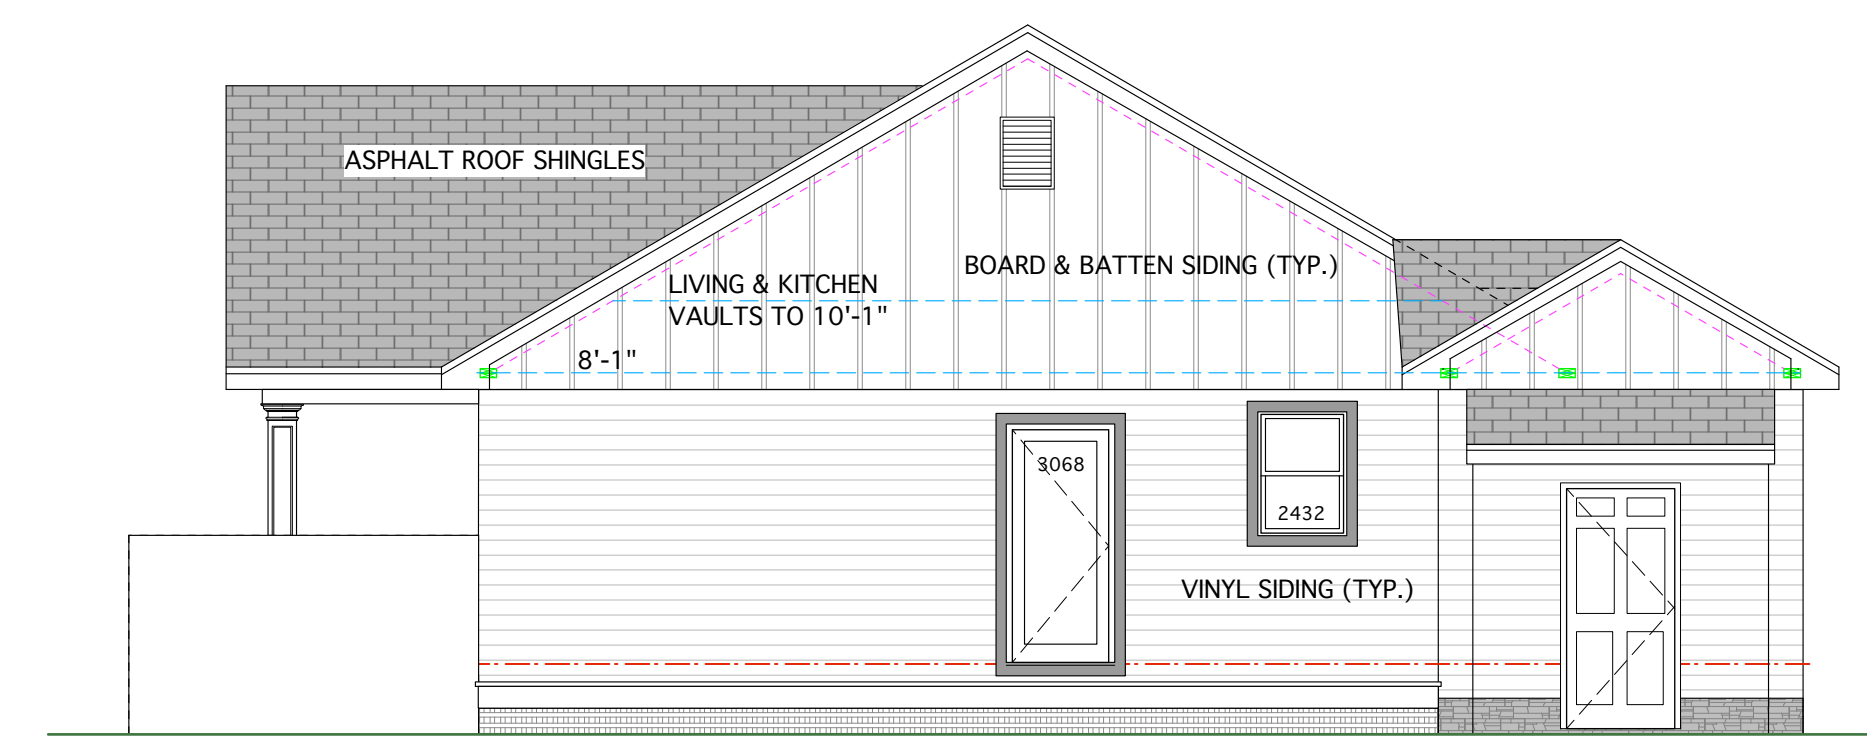 ASPHALT ROOF SHINGLES
BOARD & BATTEN SIDING (TYP.)
LIVING & KITCHEN
VAULTS TO 10'-1"
8'-1"
3068
2432
VINYL SIDING (TYP.)